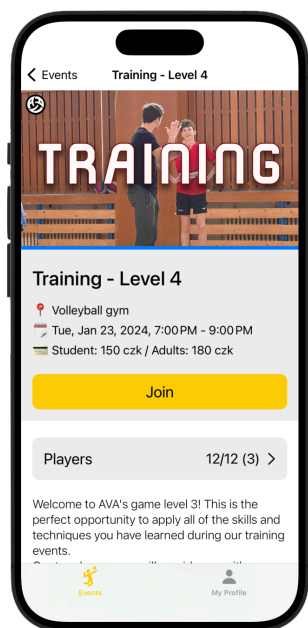 Events
Training - Level 4
TRAINING
Training - Level 4
Volleyball gym
Tue, Jan 23, 2024, 7:00 PM - 9:00 PM
Student: 150 czk / Adults: 180 czk
Join
Players 12/12 (3)
Welcome to AVA's game level 3! This is the
perfect opportunity to apply all of the skills and
techniques you have learned during our training
events.
Events
My Profile